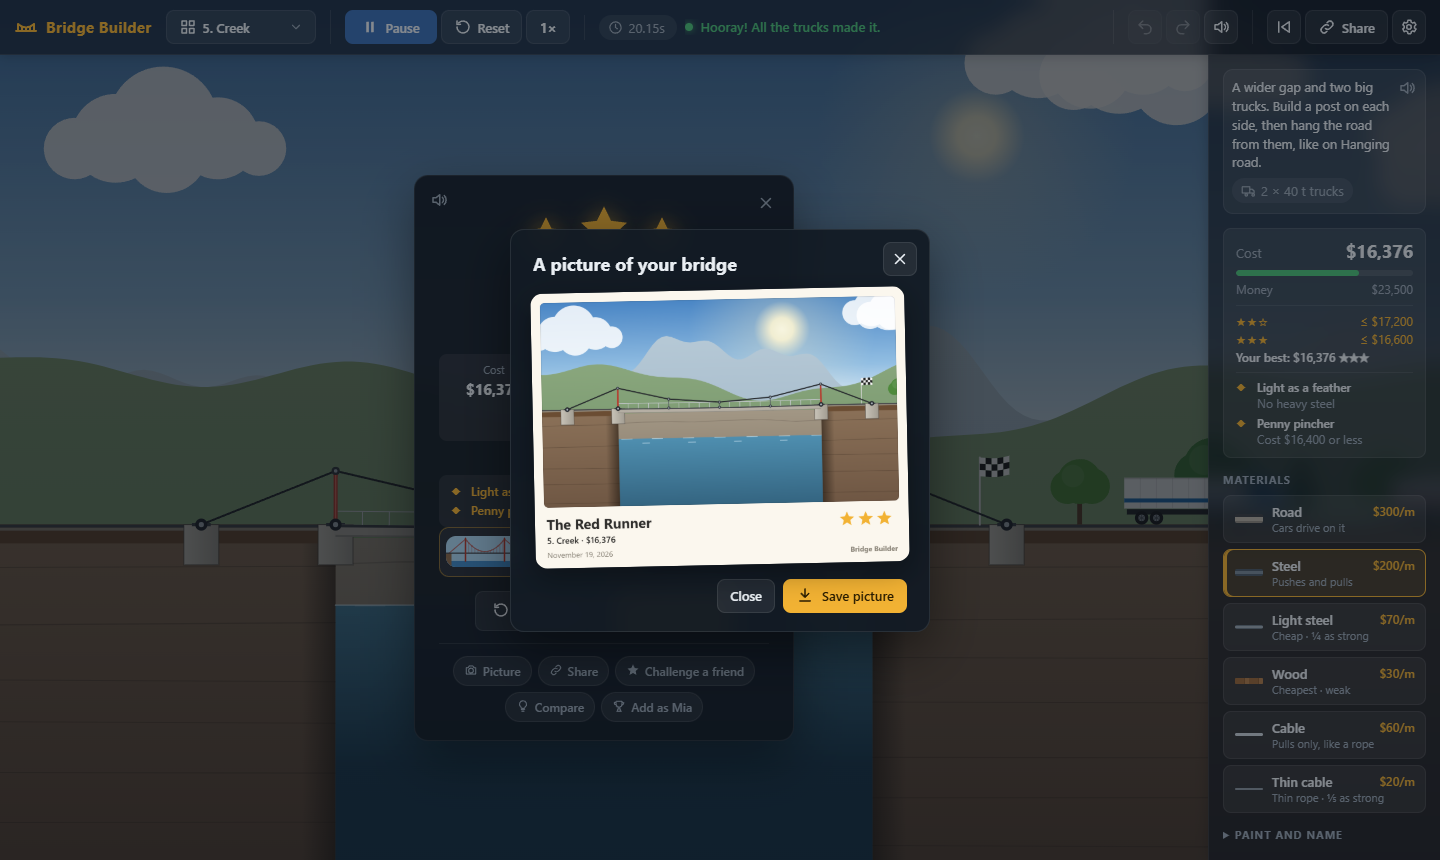 Bridge Builder
5. Creek
Pause
Reset
1×
20.15s
Hooray! All the trucks made it.
Share
A wider gap and two big
trucks. Build a post on each
side, then hang the road
from them, like on Hanging
road.
2 × 40 t trucks
Cost
$16,376
Money
$23,500
★★☆ ≤ $17,200
★★★ ≤ $16,600
Your best: $16,376 ★★★
Light as a feather
No heavy steel
Penny pincher
Cost $16,400 or less
MATERIALS
Road
$300/m
Cars drive on it
Steel
$200/m
Pushes and pulls
Light steel
$70/m
Cheap · ¼ as strong
Wood
$30/m
Cheapest · weak
Cable
$60/m
Pulls only, like a rope
Thin cable
$20/m
Thin rope · ⅓ as strong
PAINT AND NAME
A picture of your bridge
The Red Runner
5. Creek · $16,376
November 19, 2026
Bridge Builder
Close
Save picture
Cost
Light
Penny
Picture
Share
Challenge a friend
Compare
Add as Mia